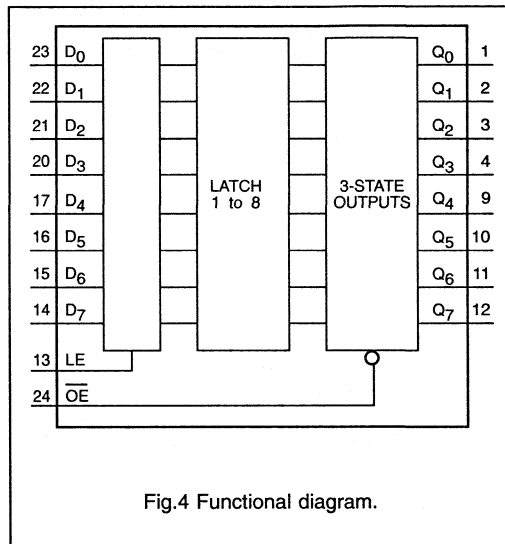 23 D0 Q0 1
22 D1 Q1 2
21 D2 Q2 3
20 D3 Q3 4
LATCH 3-STATE
1 to 8 OUTPUTS
17 D4 Q4 9
16 D5 Q5 10
15 D6 Q6 11
14 D7 Q7 12
13 LE
24 OE
Fig.4 Functional diagram.